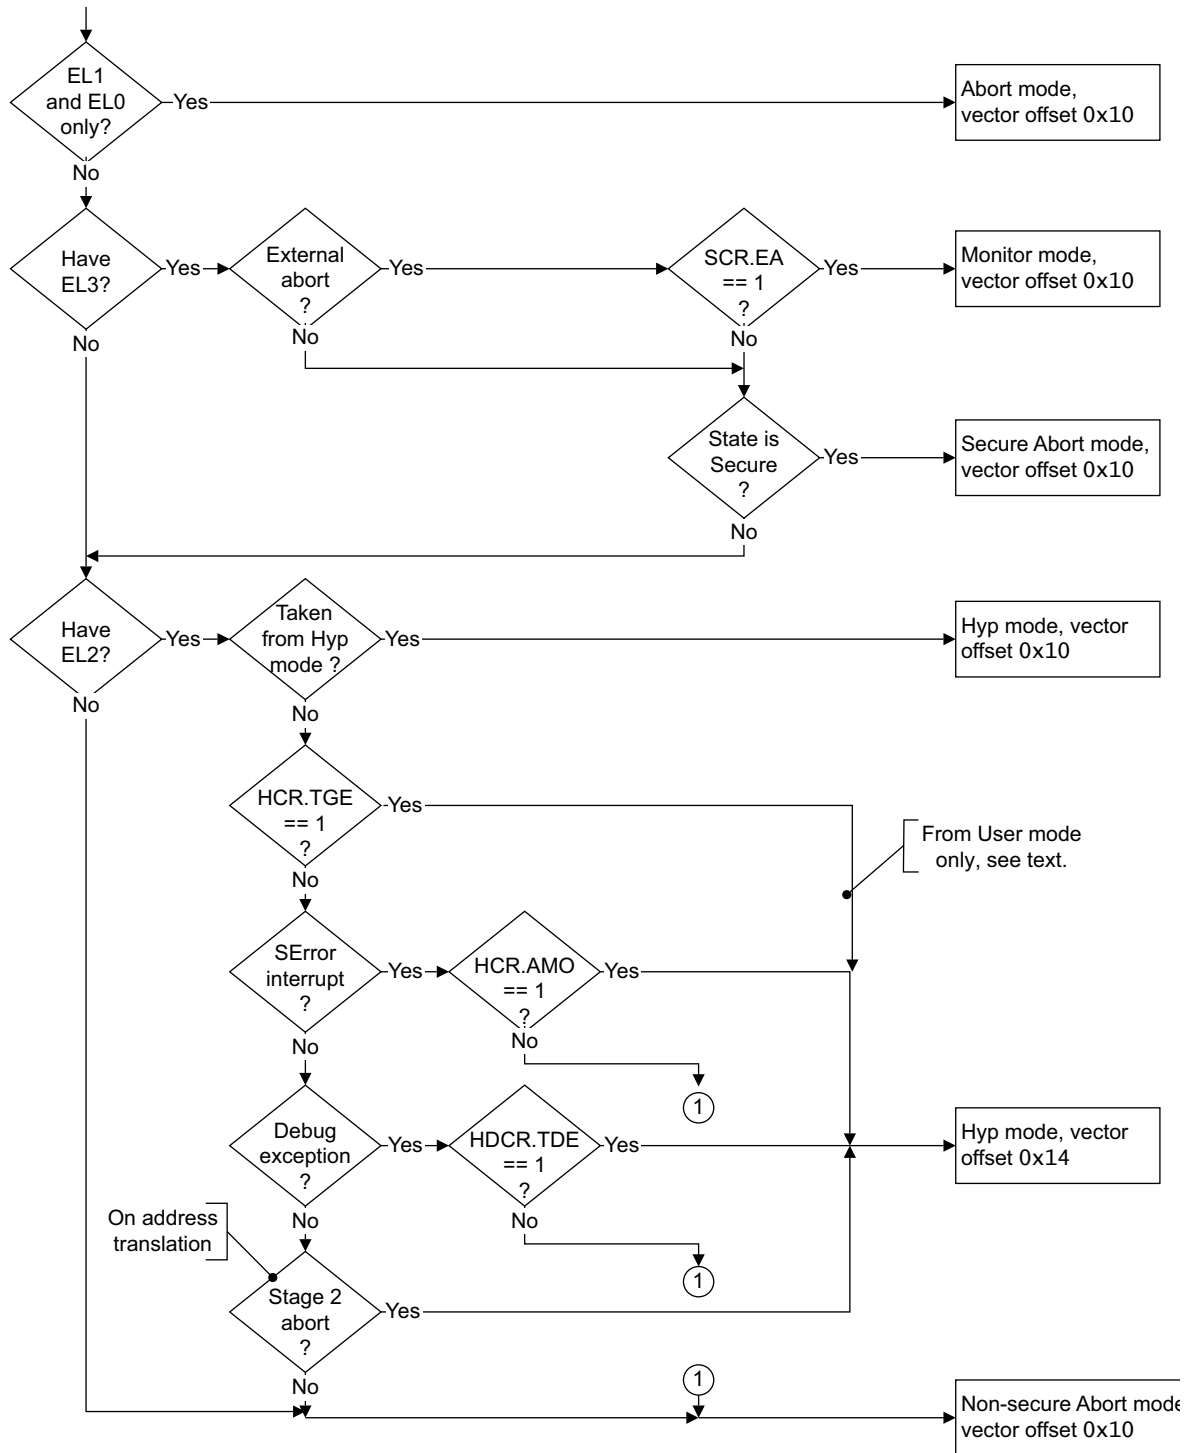 EL1
and EL0
only?
Yes
Abort mode,
vector offset 0x10
No
Have
EL3?
Yes
External
abort
?
Yes
SCR.EA
== 1
?
Yes
Monitor mode,
vector offset 0x10
No
No
No
State is
Secure
?
Yes
Secure Abort mode,
vector offset 0x10
No
Have
EL2?
Yes
Taken
from Hyp
mode ?
Yes
Hyp mode, vector
offset 0x10
No
No
HCR.TGE
== 1
?
Yes
From User mode
only, see text.
No
SError
interrupt
?
Yes
HCR.AMO
== 1
?
Yes
No
No
1
Debug
exception
?
Yes
HDCR.TDE
== 1
?
Yes
Hyp mode, vector
offset 0x14
No
No
On address
translation
1
Stage 2
abort
?
Yes
No
1
Non-secure Abort mode
vector offset 0x10